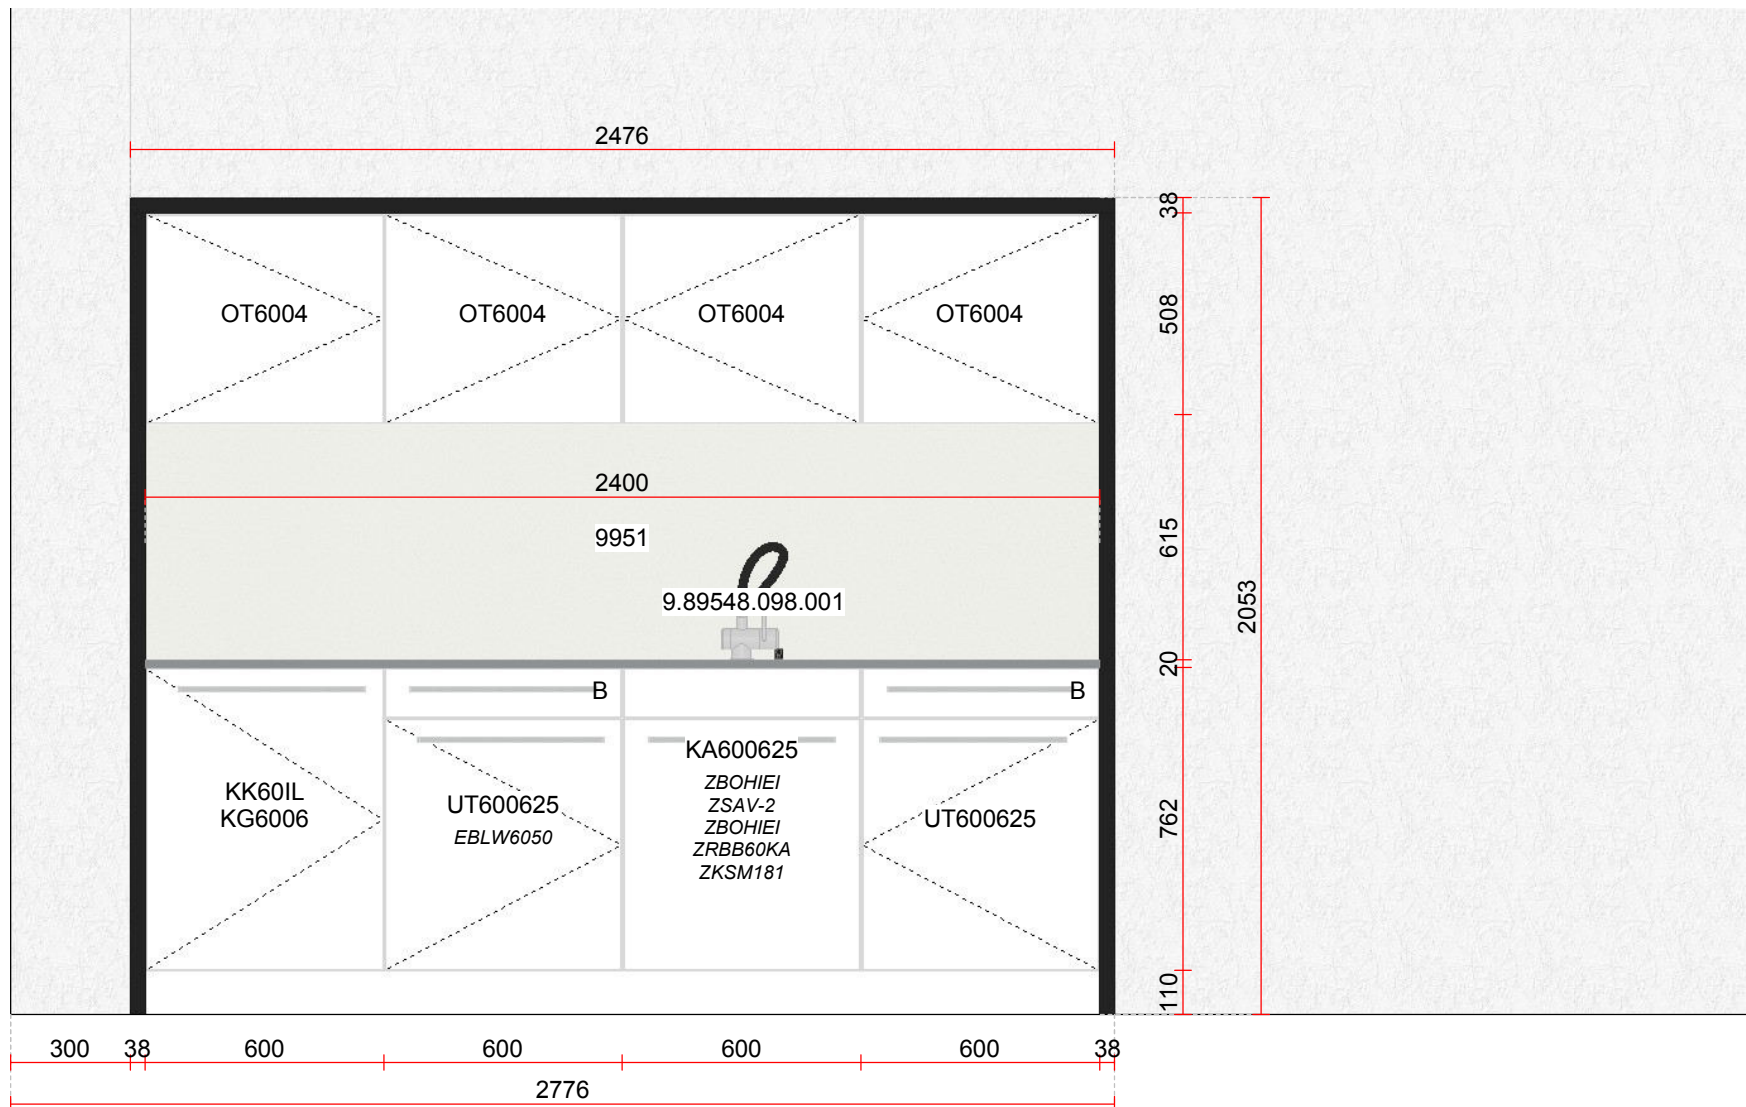 2476
38
OT6004
OT6004
OT6004
OT6004
508
2400
9951
615
9.89548.098.001
2053
20
B
B
KA600625
ZBOHIEI
ZSAV-2
ZBOHIEI
ZRBB60KA
ZKSM181
KK60IL
KG6006
UT600625
EBLW6050
UT600625
762
110
300
38
600
600
600
600
38
2776